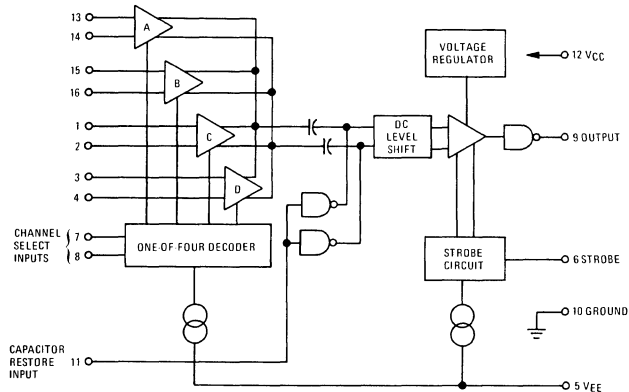 13
14
A
VOLTAGE
REGULATOR
12 VCC
15
16
B
1
2
C
DC
LEVEL
SHIFT
9 OUTPUT
3
4
D
CHANNEL
SELECT
INPUTS
7
8
ONE-OF-FOUR DECODER
STROBE
CIRCUIT
6 STROBE
10 GROUND
CAPACITOR
RESTORE
INPUT
11
5 VEE